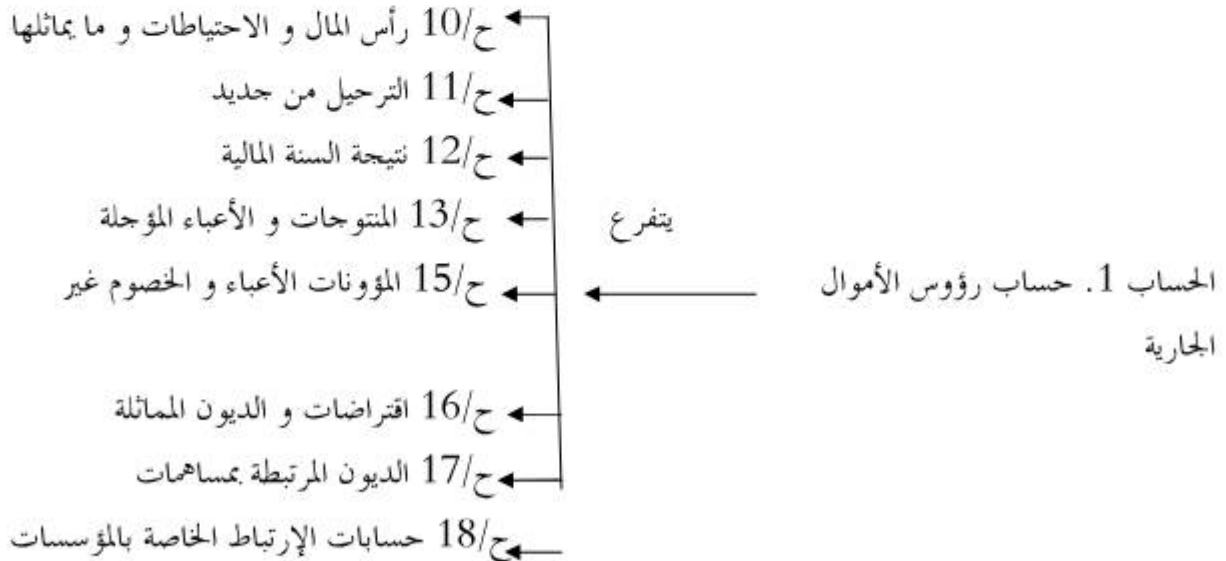 ح/10 رأس المال و الاحتياطات و ما يماثلها
ح/11 الترحيل من جديد
ح/12 نتيجة السنة المالية
ح/13 المنتوجات و الأعباء المؤجلة
يتفرع
ح/15 المؤونات الأعباء و الخصوم غير
الحساب 1. حساب رؤوس الأموال
الجارية
ح/16 اقتراضات و الديون المماثلة
ح/17 الديون المرتبطة بمساهمات
ح/18 حسابات الإرتباط الخاصة بالمؤسسات